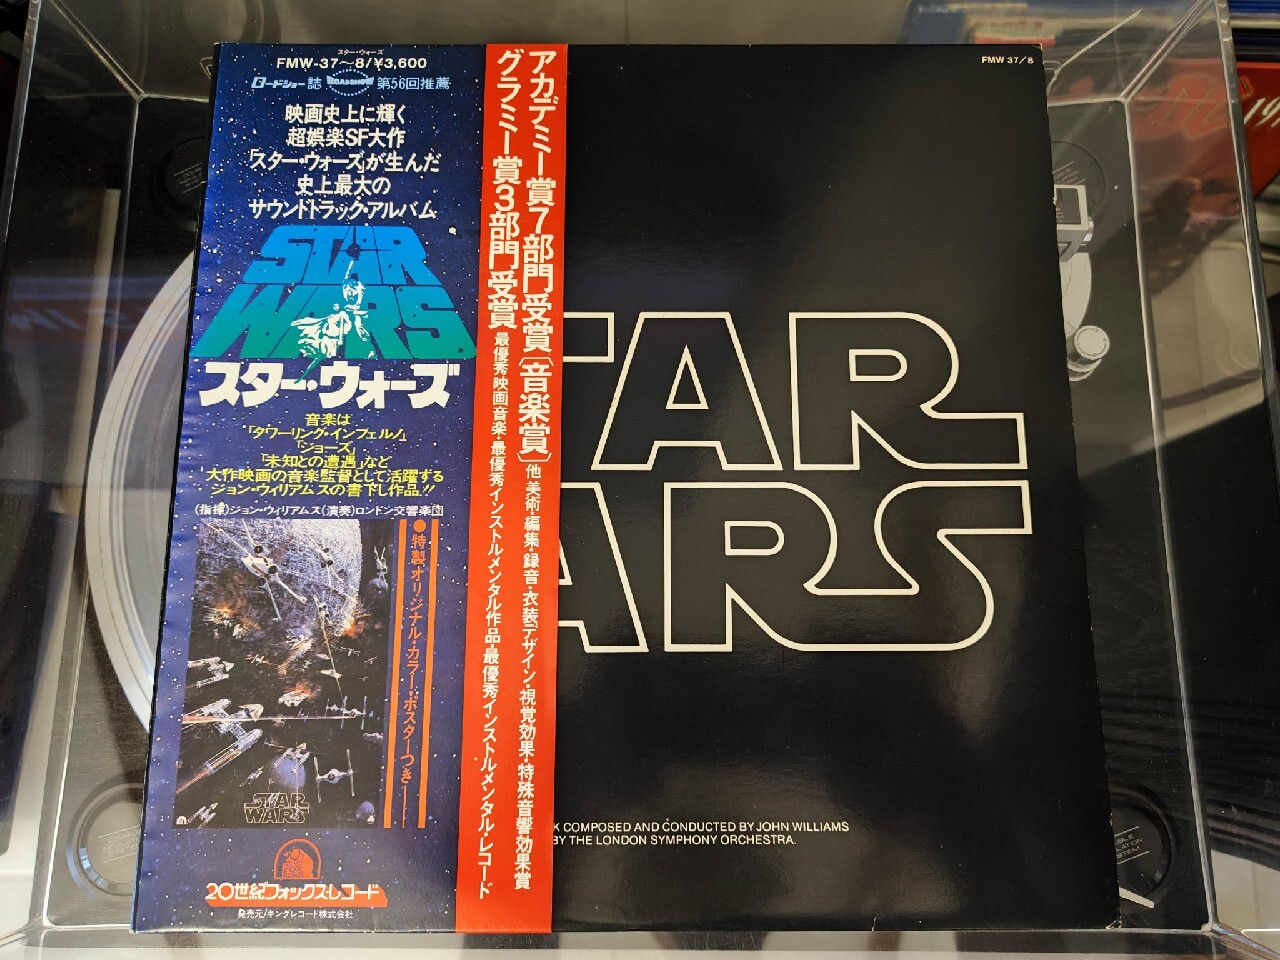 スター・ウォーズ
FMW-37〜8/¥3,600
ロードショー誌 ROADSHOW 第56回推薦
映画史上に輝く
超娯楽SF大作
「スター・ウォーズ」が生んだ
史上最大の
サウンドトラック・アルバム
STAR
WARS
スター・ウォーズ
音楽は
「タワーリング・インフェルノ」
「ジョーズ」
「未知との遭遇」など
大作映画の音楽監督として活躍する
ジョン・ウィリアムスの書下し作品!!
(指揮)ジョン・ウィリアムス(演奏)ロンドン交響楽団
●特製オリジナル・カラー・ポスターつき
STAR
WARS
20世紀フォックス・レコード
発売元/キングレコード株式会社
アカデミー賞7部門受賞〔音楽賞〕他 美術・編集・録音・衣装デザイン・視覚効果・特殊音響効果賞
グラミー賞3部門受賞 最優秀映画音楽・最優秀インストルメンタル作品・最優秀インストルメンタル・レコード
FMW 37/8
TAR
ARS
K COMPOSED AND CONDUCTED BY JOHN WILLIAMS
BY THE LONDON SYMPHONY ORCHESTRA.